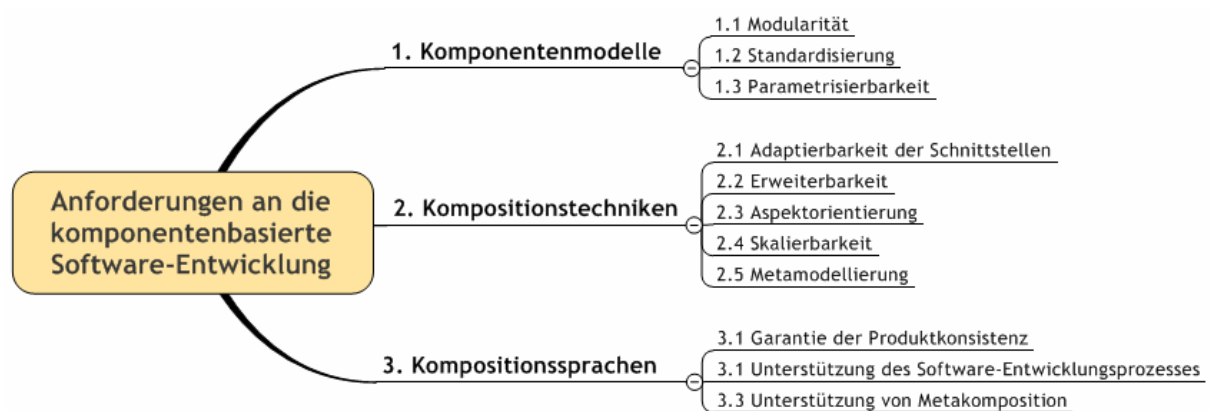 Anforderungen an die
komponentenbasierte
Software-Entwicklung
1. Komponentenmodelle
1.1 Modularität
1.2 Standardisierung
1.3 Parametrisierbarkeit
2. Kompositionstechniken
2.1 Adaptierbarkeit der Schnittstellen
2.2 Erweiterbarkeit
2.3 Aspektorientierung
2.4 Skalierbarkeit
2.5 Metamodellierung
3. Kompositionssprachen
3.1 Garantie der Produktkonsistenz
3.1 Unterstützung des Software-Entwicklungsprozesses
3.3 Unterstützung von Metakomposition